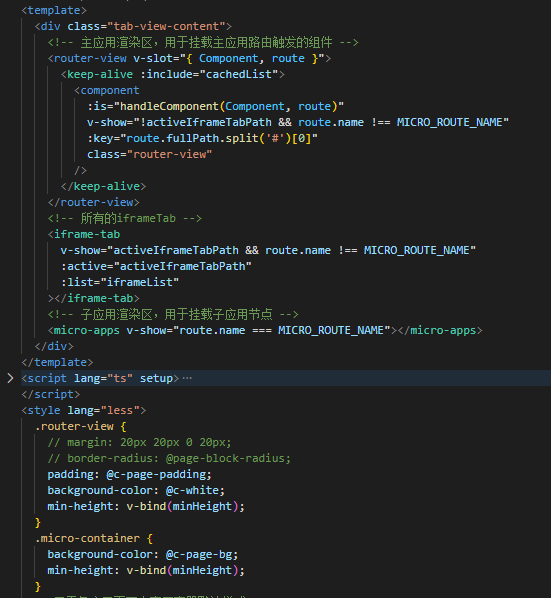 <template>
<div class="tab-view-content">
<!-- 主应用渲染区，用于挂载主应用路由触发的组件 -->
<router-view v-slot="{ Component, route }">
<keep-alive :include="cachedList">
<component
:is="handleComponent(Component, route)"
v-show="!activeIframeTabPath && route.name !== MICRO_ROUTE_NAME"
:key="route.fullPath.split('#')[0]"
class="router-view"
/>
</keep-alive>
</router-view>
<!-- 所有的iframeTab -->
<iframe-tab
v-show="activeIframeTabPath && route.name !== MICRO_ROUTE_NAME"
:active="activeIframeTabPath"
:list="iframeList"
></iframe-tab>
<!-- 子应用渲染区，用于挂载子应用节点 -->
<micro-apps v-show="route.name === MICRO_ROUTE_NAME"></micro-apps>
</div>
</template>
<script lang="ts" setup>…
</script>
<style lang="less">
.router-view {
// margin: 20px 20px 0 20px;
// border-radius: @page-block-radius;
padding: @c-page-padding;
background-color: @c-white;
min-height: v-bind(minHeight);
}
.micro-container {
background-color: @c-page-bg;
min-height: v-bind(minHeight);
}